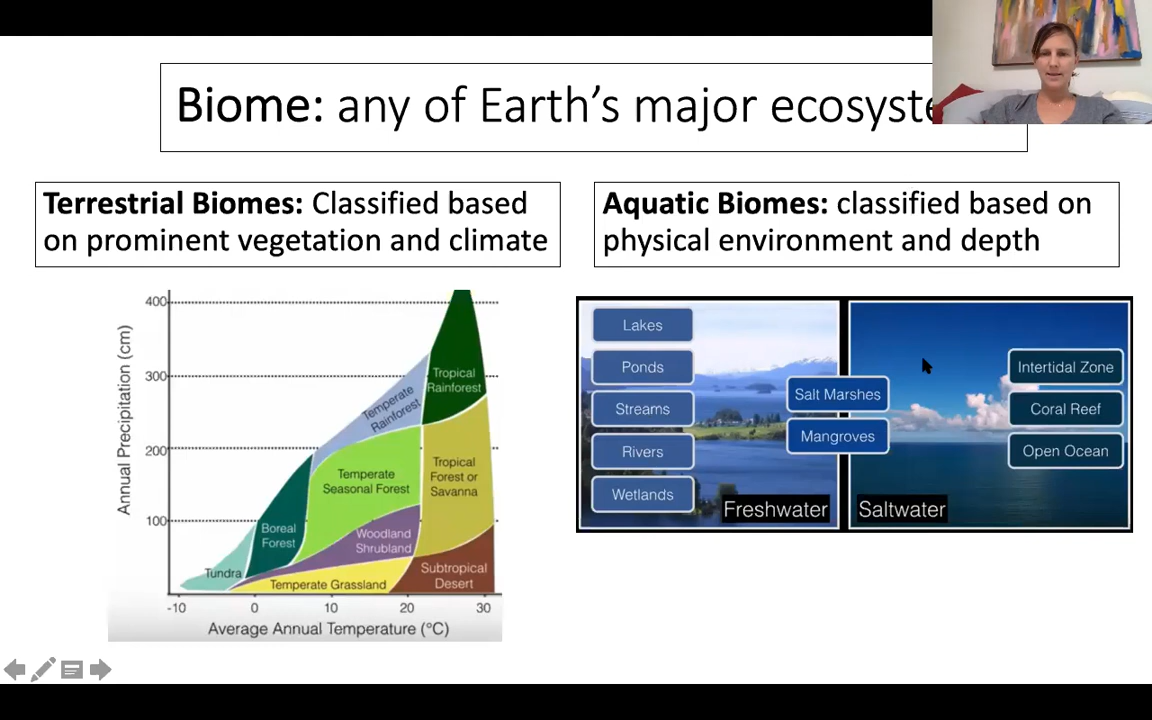 Biome: any of Earth's major ecosyste
Terrestrial Biomes: Classified based
on prominent vegetation and climate
Aquatic Biomes: classified based on
physical environment and depth
Annual Precipitation (cm)
400
300
200
100
Tropical
Rainforest
Temperate
Rainforest
Temperate
Seasonal Forest
Tropical
Forest or
Savanna
Boreal
Forest
Woodland
Shrubland
Tundra
Temperate Grassland
Subtropical
Desert
-10
0
10
20
30
Average Annual Temperature (°C)
Lakes
Ponds
Streams
Rivers
Wetlands
Freshwater
Salt Marshes
Mangroves
Saltwater
Intertidal Zone
Coral Reef
Open Ocean